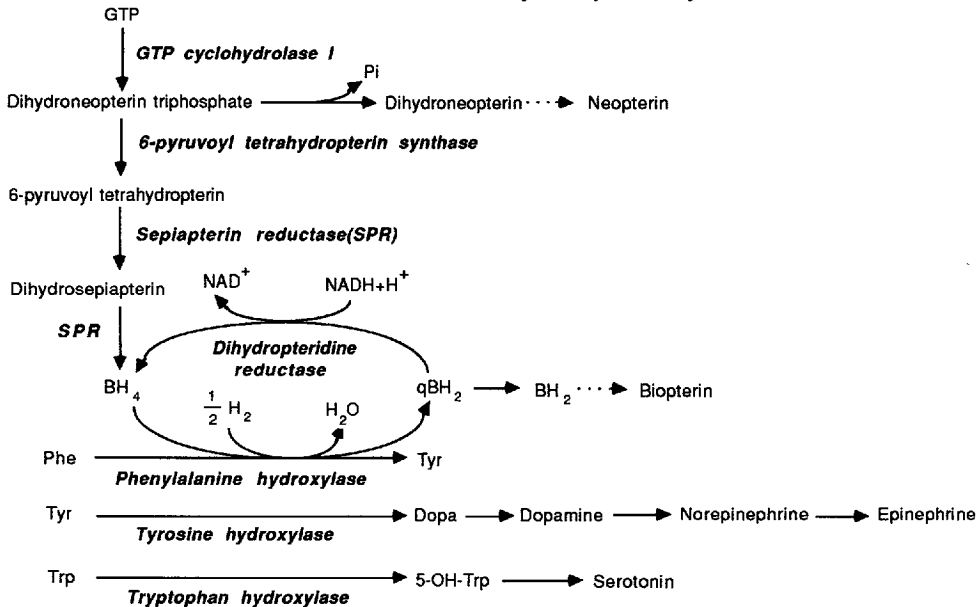 GTP
GTP cyclohydrolase I
Pi
Dihydroneopterin triphosphate
Dihydroneopterin
Neopterin
6-pyruvoyl tetrahydropterin synthase
6-pyruvoyl tetrahydropterin
Sepiapterin reductase(SPR)
Dihydrosepiapterin
NAD+
NADH+H+
SPR
Dihydropteridine
reductase
BH4
qBH2
BH2
Biopterin
1/2 H2
H2O
Phe
Tyr
Phenylalanine hydroxylase
Tyr
Dopa
Dopamine
Norepinephrine
Epinephrine
Tyrosine hydroxylase
Trp
5-OH-Trp
Serotonin
Tryptophan hydroxylase